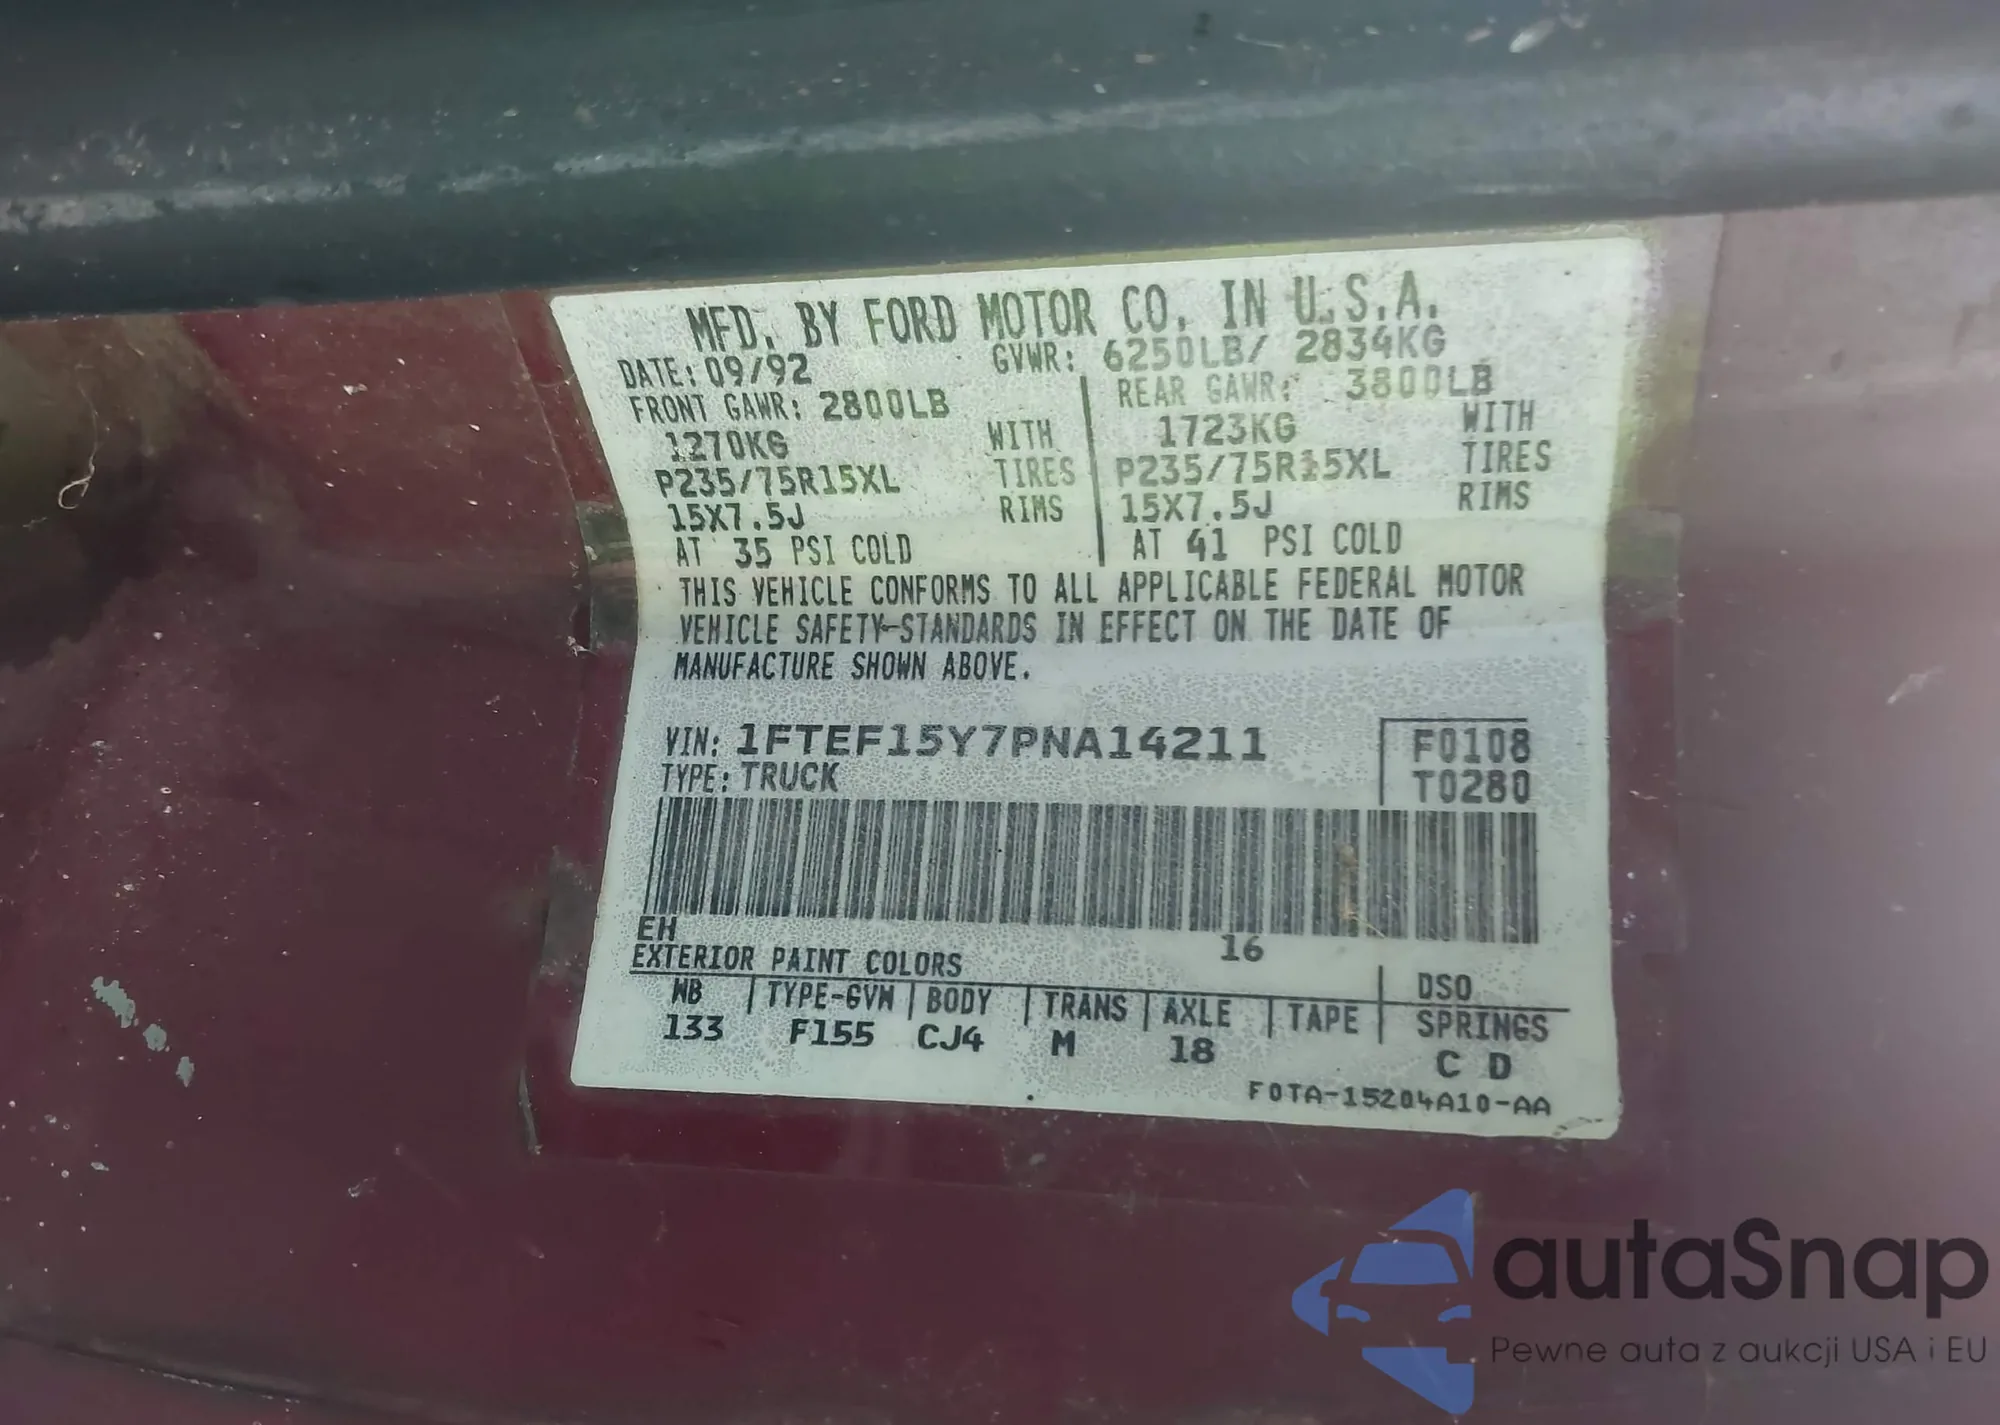 MFD. BY FORD MOTOR CO. IN U.S.A.
DATE: 09/92 GVWR: 6250LB/ 2834KG
FRONT GAWR: 2800LB REAR GAWR: 3800LB
1270KG WITH 1723KG WITH
P235/75R15XL TIRES P235/75R15XL TIRES
15X7.5J RIMS 15X7.5J RIMS
AT 35 PSI COLD AT 41 PSI COLD
THIS VEHICLE CONFORMS TO ALL APPLICABLE FEDERAL MOTOR
VEHICLE SAFETY-STANDARDS IN EFFECT ON THE DATE OF
MANUFACTURE SHOWN ABOVE.
VIN: 1FTEF15Y7PNA14211 F0108
TYPE: TRUCK T0280
EH 16
EXTERIOR PAINT COLORS DSO
WB TYPE-GVW BODY TRANS AXLE TAPE SPRINGS
133 F155 CJ4 M 18 C D
F0TA-15204A10-AA
autaSnap
Pewne auta z aukcji USA i EU